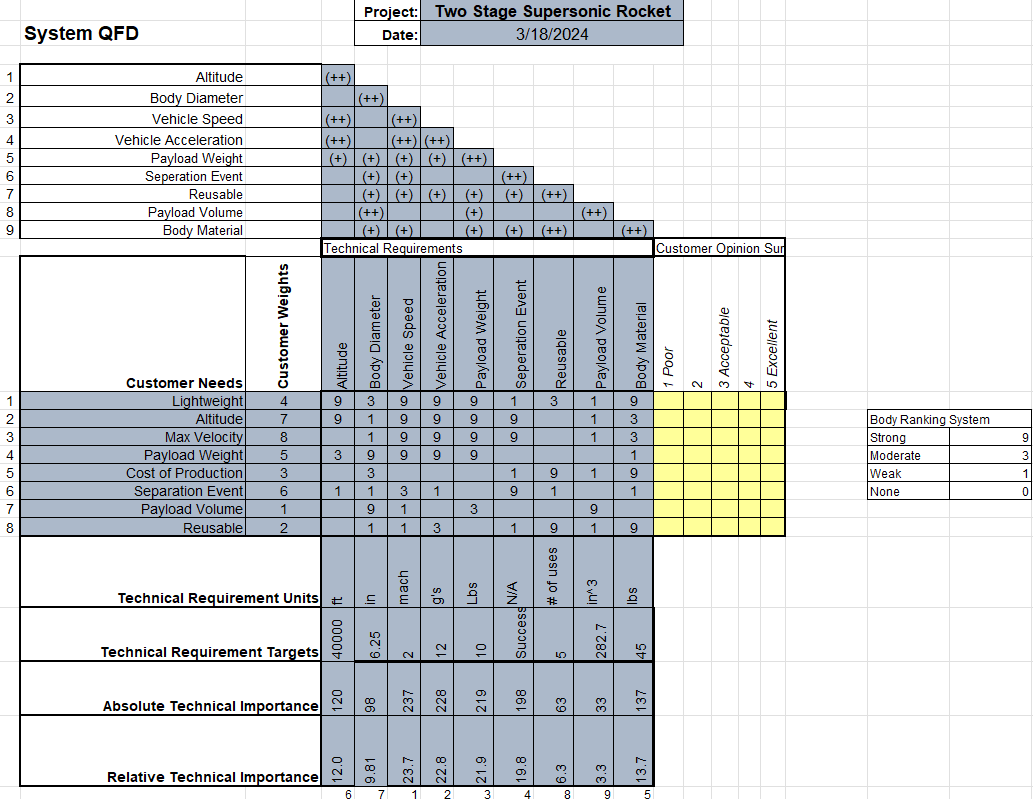 Project: Two Stage Supersonic Rocket
System QFD
Date: 3/18/2024
1 Altitude (++)
2 Body Diameter (++)
3 Vehicle Speed (++) (++)
4 Vehicle Acceleration (++) (++) (++)
5 Payload Weight (+) (+) (+) (+) (++)
6 Seperation Event (+) (+) (++)
7 Reusable (+) (+) (+) (+) (+) (++)
8 Payload Volume (++) (+) (++)
9 Body Material (+) (+) (+) (+) (++) (++)
Technical Requirements Customer Opinion Sur
Customer Needs Customer Weights Altitude Body Diameter Vehicle Speed Vehicle Acceleration Payload Weight Seperation Event Reusable Payload Volume Body Material 1 Poor 2 3 Acceptable 4 5 Excellent
1 Lightweight 4 9 3 9 9 9 1 3 1 9
2 Altitude 7 9 1 9 9 9 9 1 3
3 Max Velocity 8 1 9 9 9 9 1 3
4 Payload Weight 5 3 9 9 9 9 1
5 Cost of Production 3 3 1 9 1 9
6 Separation Event 6 1 1 3 1 9 1 1
7 Payload Volume 1 9 1 3 9
8 Reusable 2 1 1 3 1 9 1 9
Body Ranking System
Strong 9
Moderate 3
Weak 1
None 0
Technical Requirement Units ft in mach g's Lbs N/A # of uses in^3 lbs
Technical Requirement Targets 40000 6.25 2 12 10 Success 5 282.7 45
Absolute Technical Importance 120 98 237 228 219 198 63 33 137
Relative Technical Importance 12.0 9.81 23.7 22.8 21.9 19.8 6.3 3.3 13.7
6 7 1 2 3 4 8 9 5